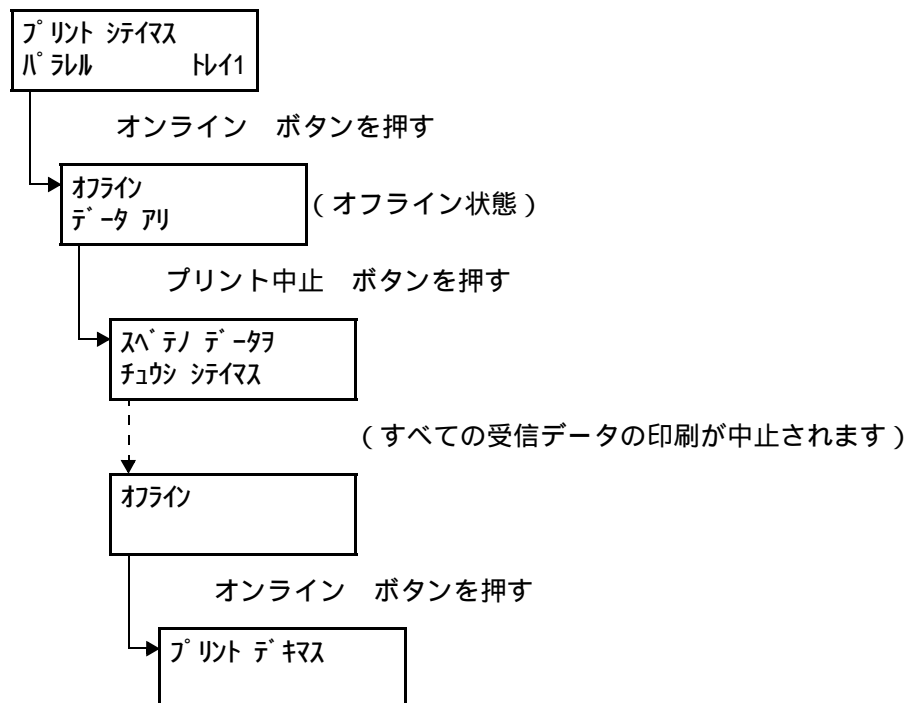 ﾌﾟﾘﾝﾄ ｼﾃｲﾏｽ
ﾊﾟﾗﾚﾙ ﾄﾚｲ1
オンライン　ボタンを押す
ｵﾌﾗｲﾝ
ﾃﾞｰﾀ ｱﾘ
（オフライン状態）
プリント中止　ボタンを押す
ｽﾍﾞﾃﾉ ﾃﾞｰﾀｦ
ﾁｭｳｼ ｼﾃｲﾏｽ
（すべての受信データの印刷が中止されます）
ｵﾌﾗｲﾝ
オンライン　ボタンを押す
ﾌﾟﾘﾝﾄ ﾃﾞｷﾏｽ